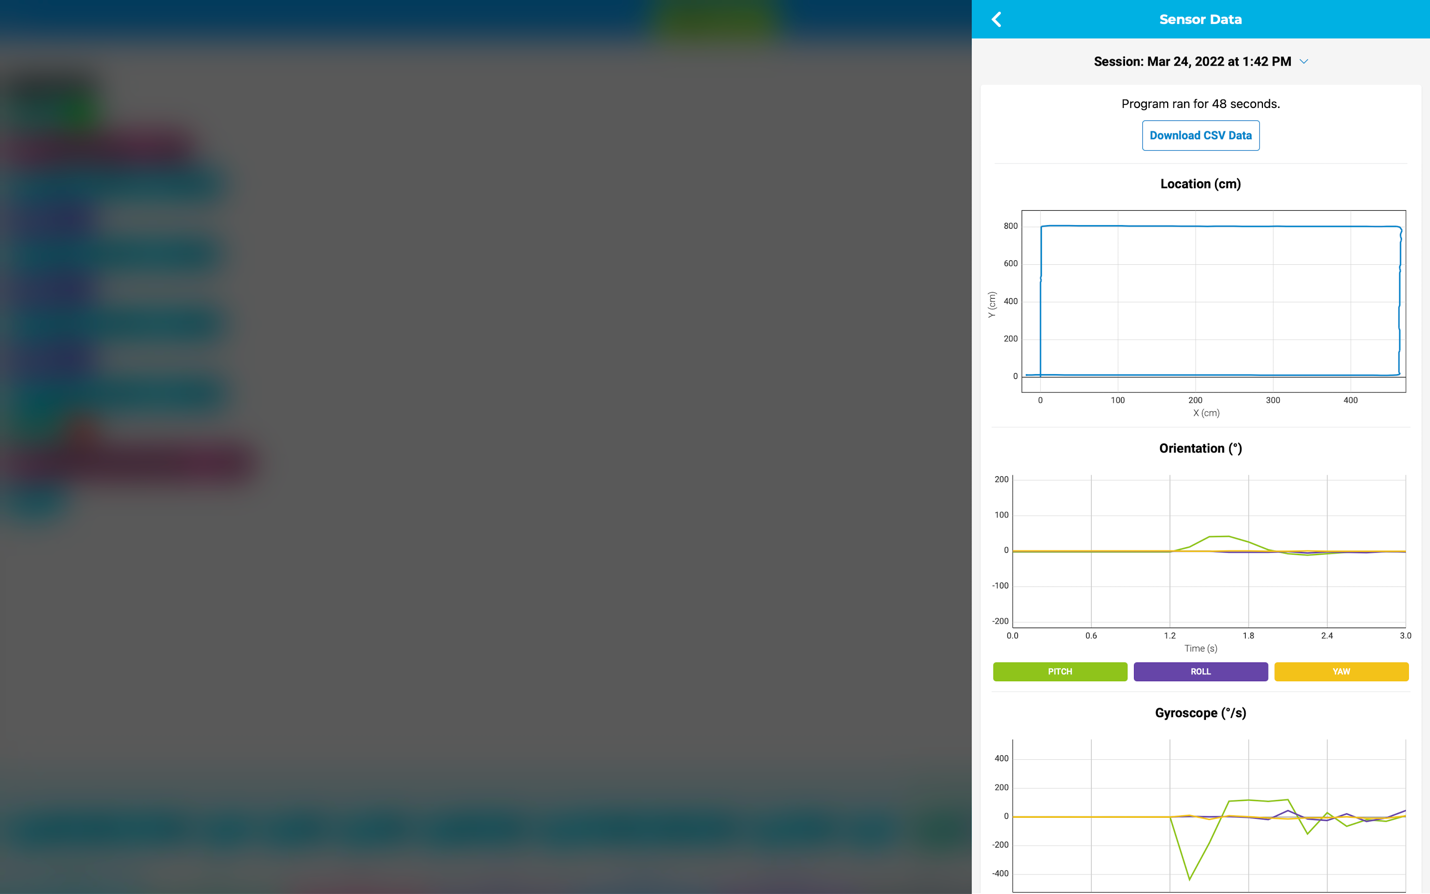 Sensor Data
Session: Mar 24, 2022 at 1:42 PM
Program ran for 48 seconds.
Download CSV Data
Location (cm)
800
600
400
200
0
Y (cm)
0 100 200 300 400
X (cm)
Orientation (°)
200
100
0
-100
-200
0.0 0.6 1.2 1.8 2.4 3.0
Time (s)
PITCH ROLL YAW
Gyroscope (°/s)
400
200
0
-200
-400